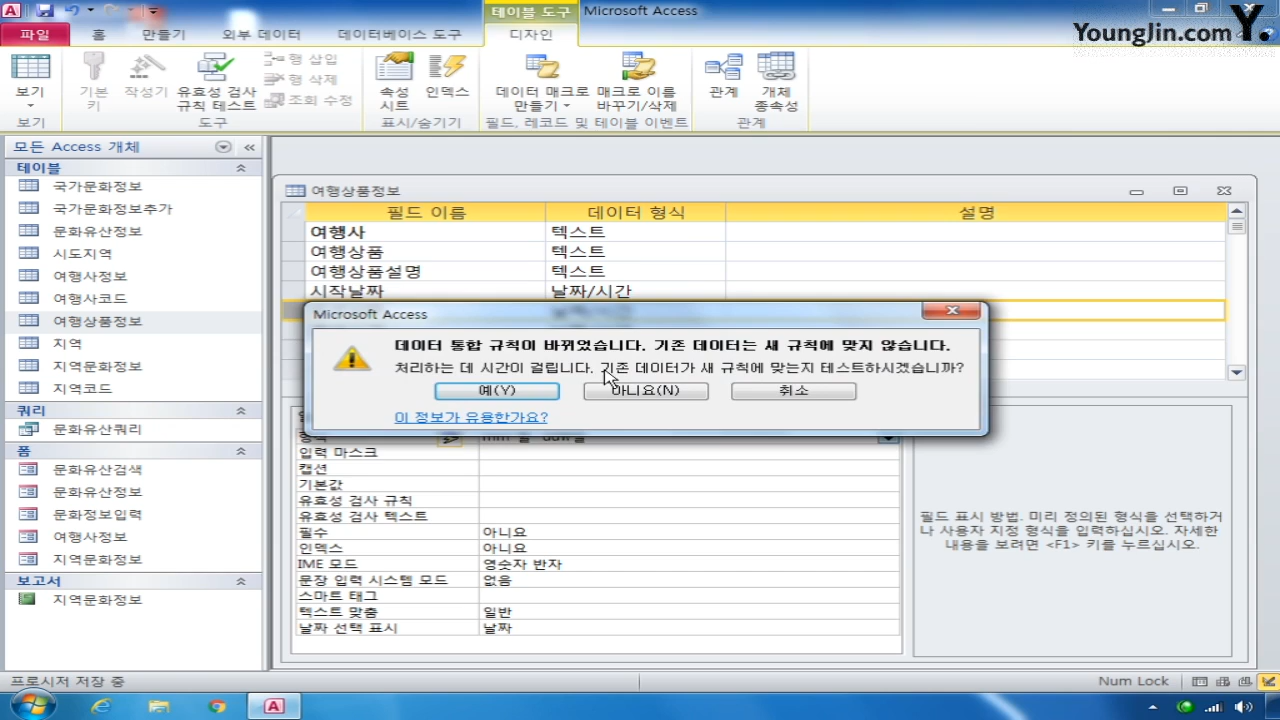 테이블 도구 Microsoft Access
YoungJin.com Y.
파일 홈 만들기 외부 데이터 데이터베이스 도구 디자인
보기
기본 키
작성기
유효성 검사 규칙 테스트
행 삽입
행 삭제
조회 수정
속성 시트
인덱스
데이터 매크로 만들기
매크로 이름 바꾸기/삭제
관계
개체 종속성
보기 도구 표시/숨기기 필드, 레코드 및 테이블 이벤트 관계
모든 Access 개체
테이블
국가문화정보
국가문화정보추가
문화유산정보
시도지역
여행사정보
여행사코드
여행상품정보
지역
지역문화정보
지역코드
쿼리
문화유산쿼리
폼
문화유산검색
문화유산정보
문화정보입력
여행사정보
지역문화정보
보고서
지역문화정보
여행상품정보
필드 이름 데이터 형식 설명
여행사 텍스트
여행상품 텍스트
여행상품설명 텍스트
시작날짜 날짜/시간
Microsoft Access
데이터 통합 규칙이 바뀌었습니다. 기존 데이터는 새 규칙에 맞지 않습니다.
처리하는 데 시간이 걸립니다. 기존 데이터가 새 규칙에 맞는지 테스트하시겠습니까?
예(Y) 아니요(N) 취소
이 정보가 유용한가요?
입력 마스크
캡션
기본값
유효성 검사 규칙
유효성 검사 텍스트
필수 아니요
인덱스 아니요
IME 모드 영숫자 반자
문장 입력 시스템 모드 없음
스마트 태그
텍스트 맞춤 일반
날짜 선택 표시 날짜
필드 표시 방법. 미리 정의된 형식을 선택하거
나 사용자 지정 형식을 입력하십시오. 자세한
내용을 보려면 <F1> 키를 누르십시오.
프로시저 저장 중 Num Lock